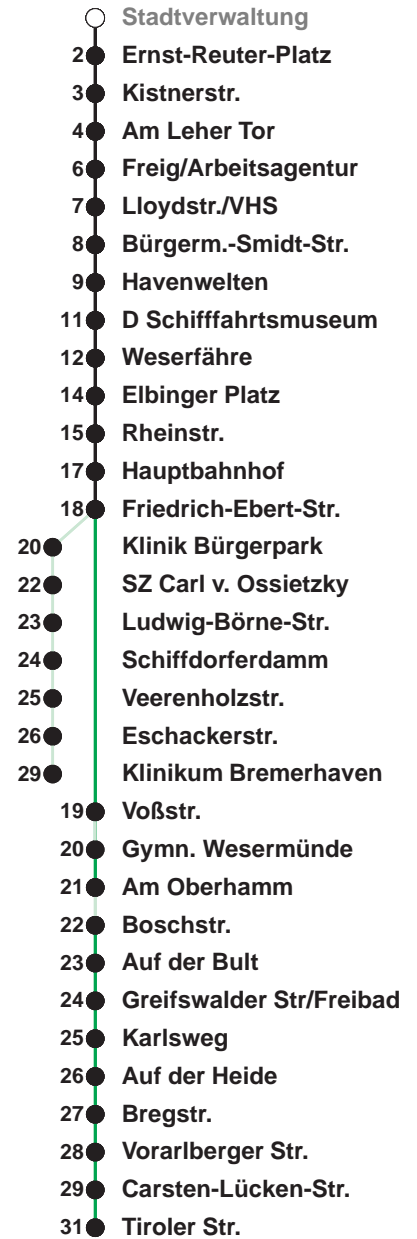 Stadtverwaltung
2 Ernst-Reuter-Platz
3 Kistnerstr.
4 Am Leher Tor
6 Freig/Arbeitsagentur
7 Lloydstr./VHS
8 Bürgerm.-Smidt-Str.
9 Havenwelten
11 D Schifffahrtsmuseum
12 Weserfähre
14 Elbinger Platz
15 Rheinstr.
17 Hauptbahnhof
18 Friedrich-Ebert-Str.
20 Klinik Bürgerpark
22 SZ Carl v. Ossietzky
23 Ludwig-Börne-Str.
24 Schiffdorferdamm
25 Veerenholzstr.
26 Eschackerstr.
29 Klinikum Bremerhaven
19 Voßstr.
20 Gymn. Wesermünde
21 Am Oberhamm
22 Boschstr.
23 Auf der Bult
24 Greifswalder Str/Freibad
25 Karlsweg
26 Auf der Heide
27 Bregstr.
28 Vorarlberger Str.
29 Carsten-Lücken-Str.
31 Tiroler Str.